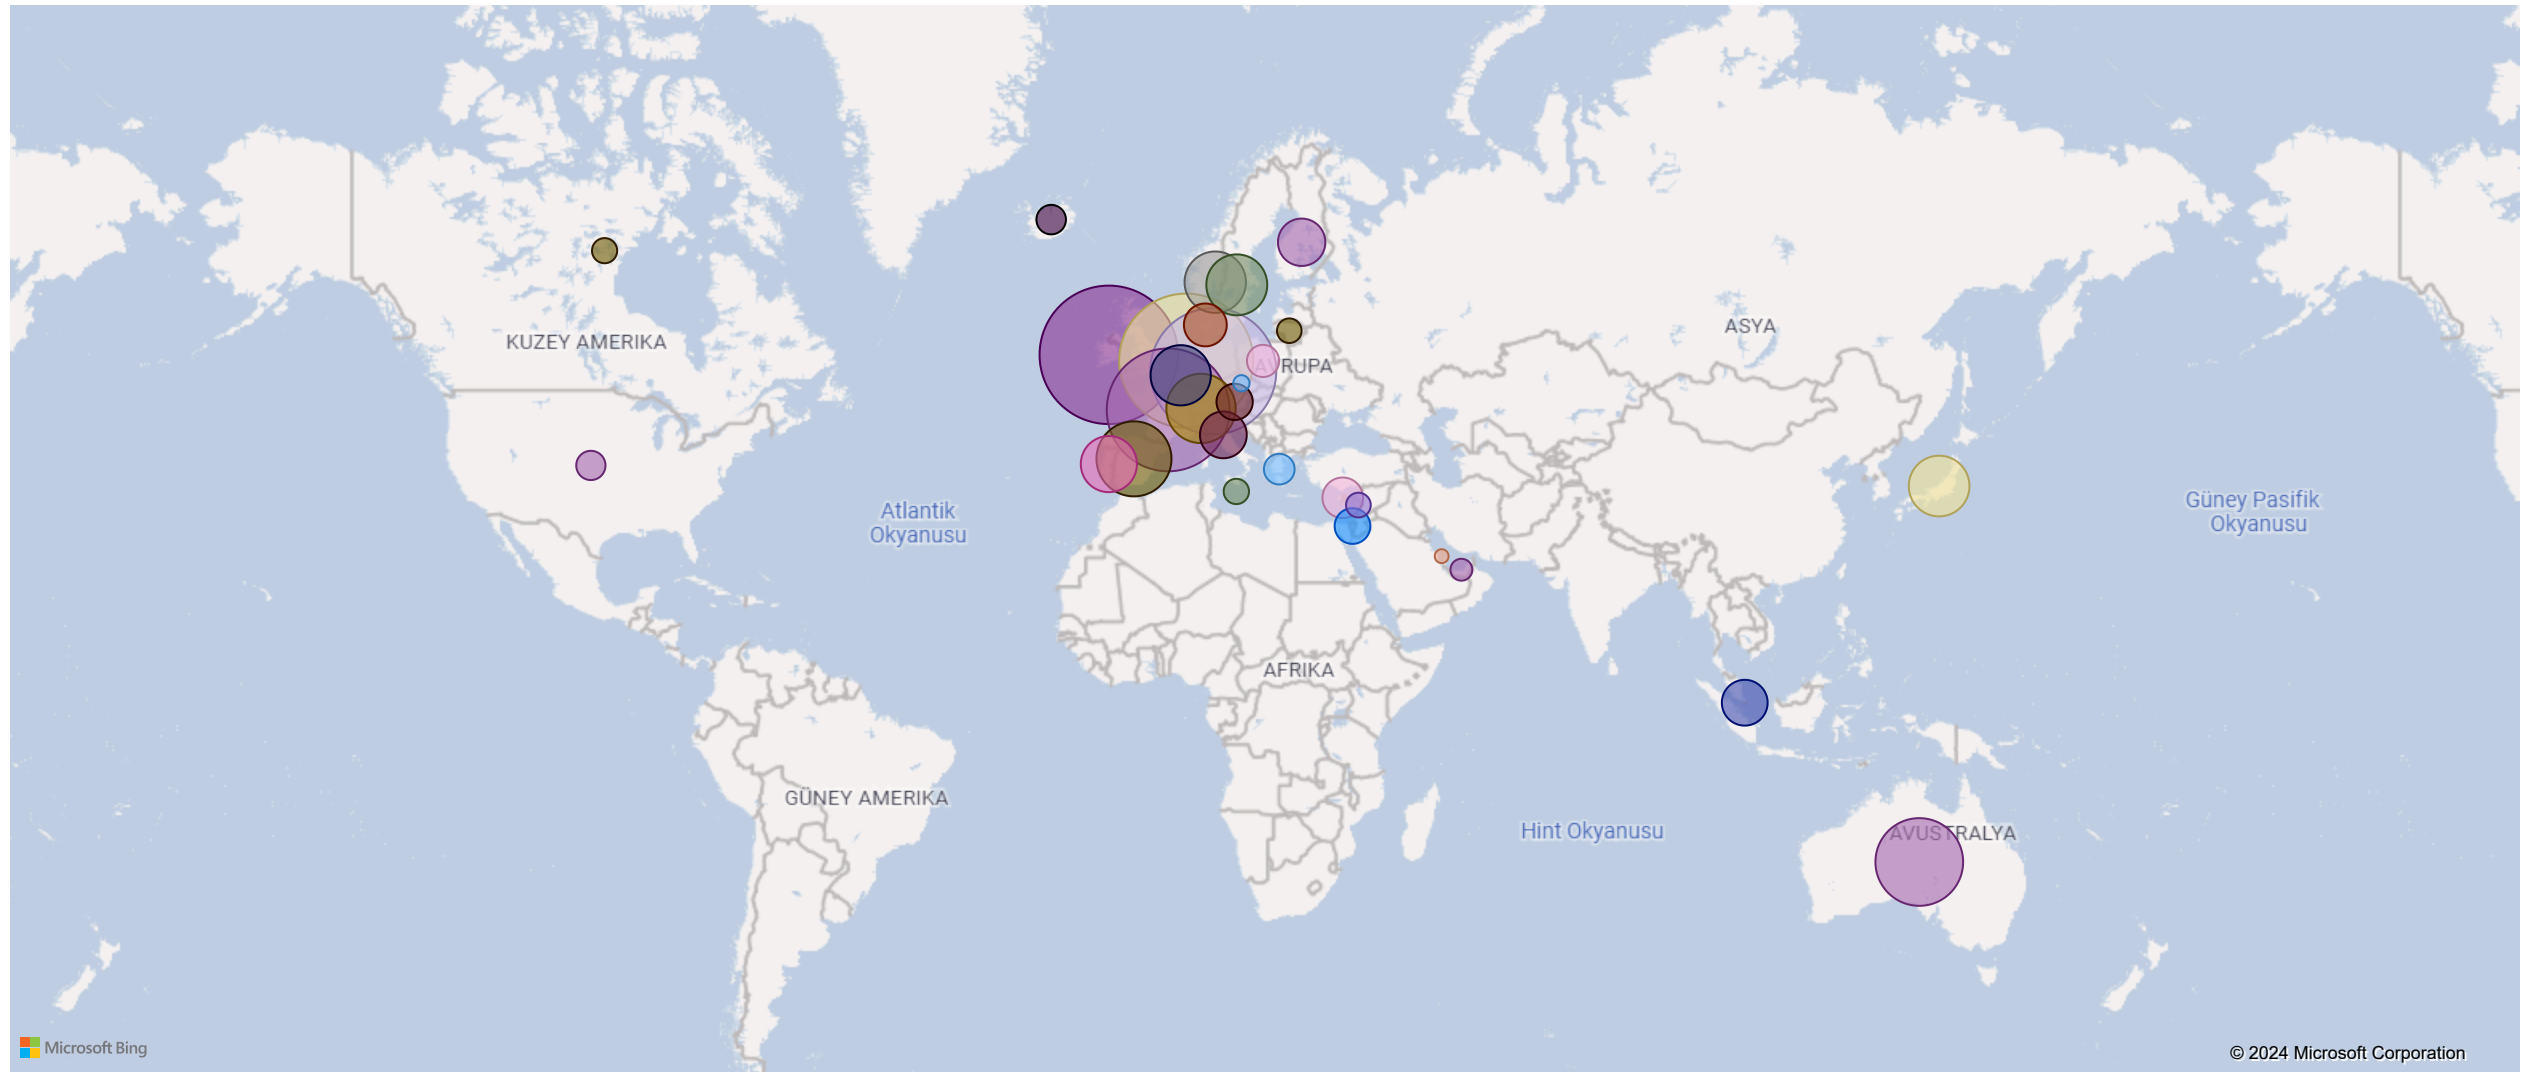 KUZEY AMERIKA
ASYA
AVRUPA
Atlantik
Okyanusu
Güney Pasifik
Okyanusu
AFRIKA
GÜNEY AMERIKA
Hint Okyanusu
AVUSTRALYA
Microsoft Bing
© 2024 Microsoft Corporation